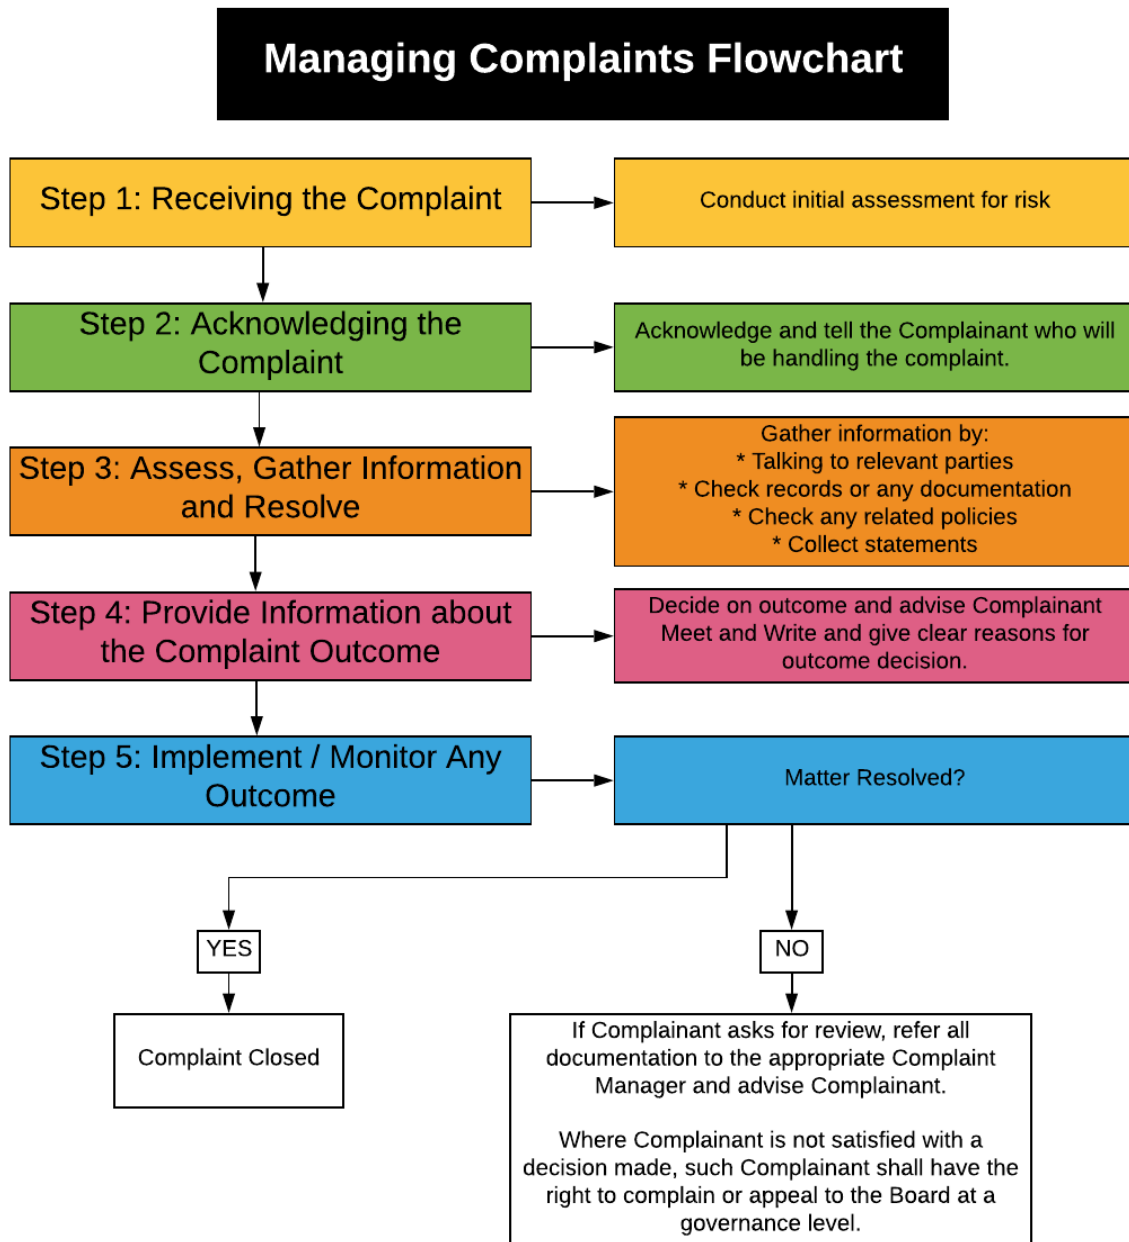 Managing Complaints Flowchart
Step 1: Receiving the Complaint
Conduct initial assessment for risk
Step 2: Acknowledging the
Complaint
Acknowledge and tell the Complainant who will
be handling the complaint.
Step 3: Assess, Gather Information
and Resolve
Gather information by:
* Talking to relevant parties
* Check records or any documentation
* Check any related policies
* Collect statements
Step 4: Provide Information about
the Complaint Outcome
Decide on outcome and advise Complainant
Meet and Write and give clear reasons for
outcome decision.
Step 5: Implement / Monitor Any
Outcome
Matter Resolved?
YES
NO
Complaint Closed
If Complainant asks for review, refer all
documentation to the appropriate Complaint
Manager and advise Complainant.
Where Complainant is not satisfied with a
decision made, such Complainant shall have the
right to complain or appeal to the Board at a
governance level.